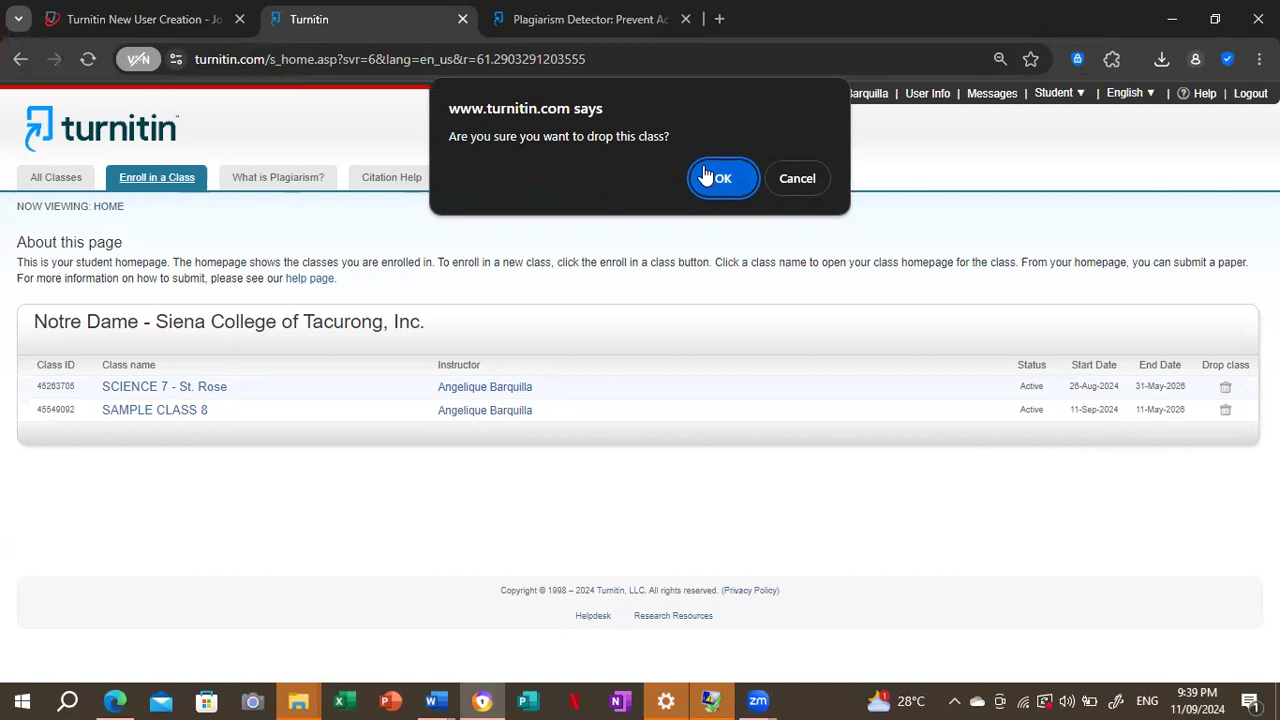 Turnitin New User Creation - Jo
Turnitin
Plagiarism Detector: Prevent Ac
VPN
turnitin.com/s_home.asp?svr=6&lang=en_us&r=61.2903291203555
www.turnitin.com says
Are you sure you want to drop this class?
OK
Cancel
Barquilla
User Info
Messages
Student ▼
English ▼
Help
Logout
turnitin
All Classes
Enroll in a Class
What is Plagiarism?
Citation Help
NOW VIEWING: HOME
About this page
This is your student homepage. The homepage shows the classes you are enrolled in. To enroll in a new class, click the enroll in a class button. Click a class name to open your class homepage for the class. From your homepage, you can submit a paper.
For more information on how to submit, please see our help page.
Notre Dame - Siena College of Tacurong, Inc.
Class ID Class name Instructor Status Start Date End Date Drop class
45263705 SCIENCE 7 - St. Rose Angelique Barquilla Active 26-Aug-2024 31-May-2026
45549092 SAMPLE CLASS 8 Angelique Barquilla Active 11-Sep-2024 11-May-2026
Copyright © 1998 – 2024 Turnitin, LLC. All rights reserved. (Privacy Policy)
Helpdesk Research Resources
28°C
ENG
9:39 PM
11/09/2024